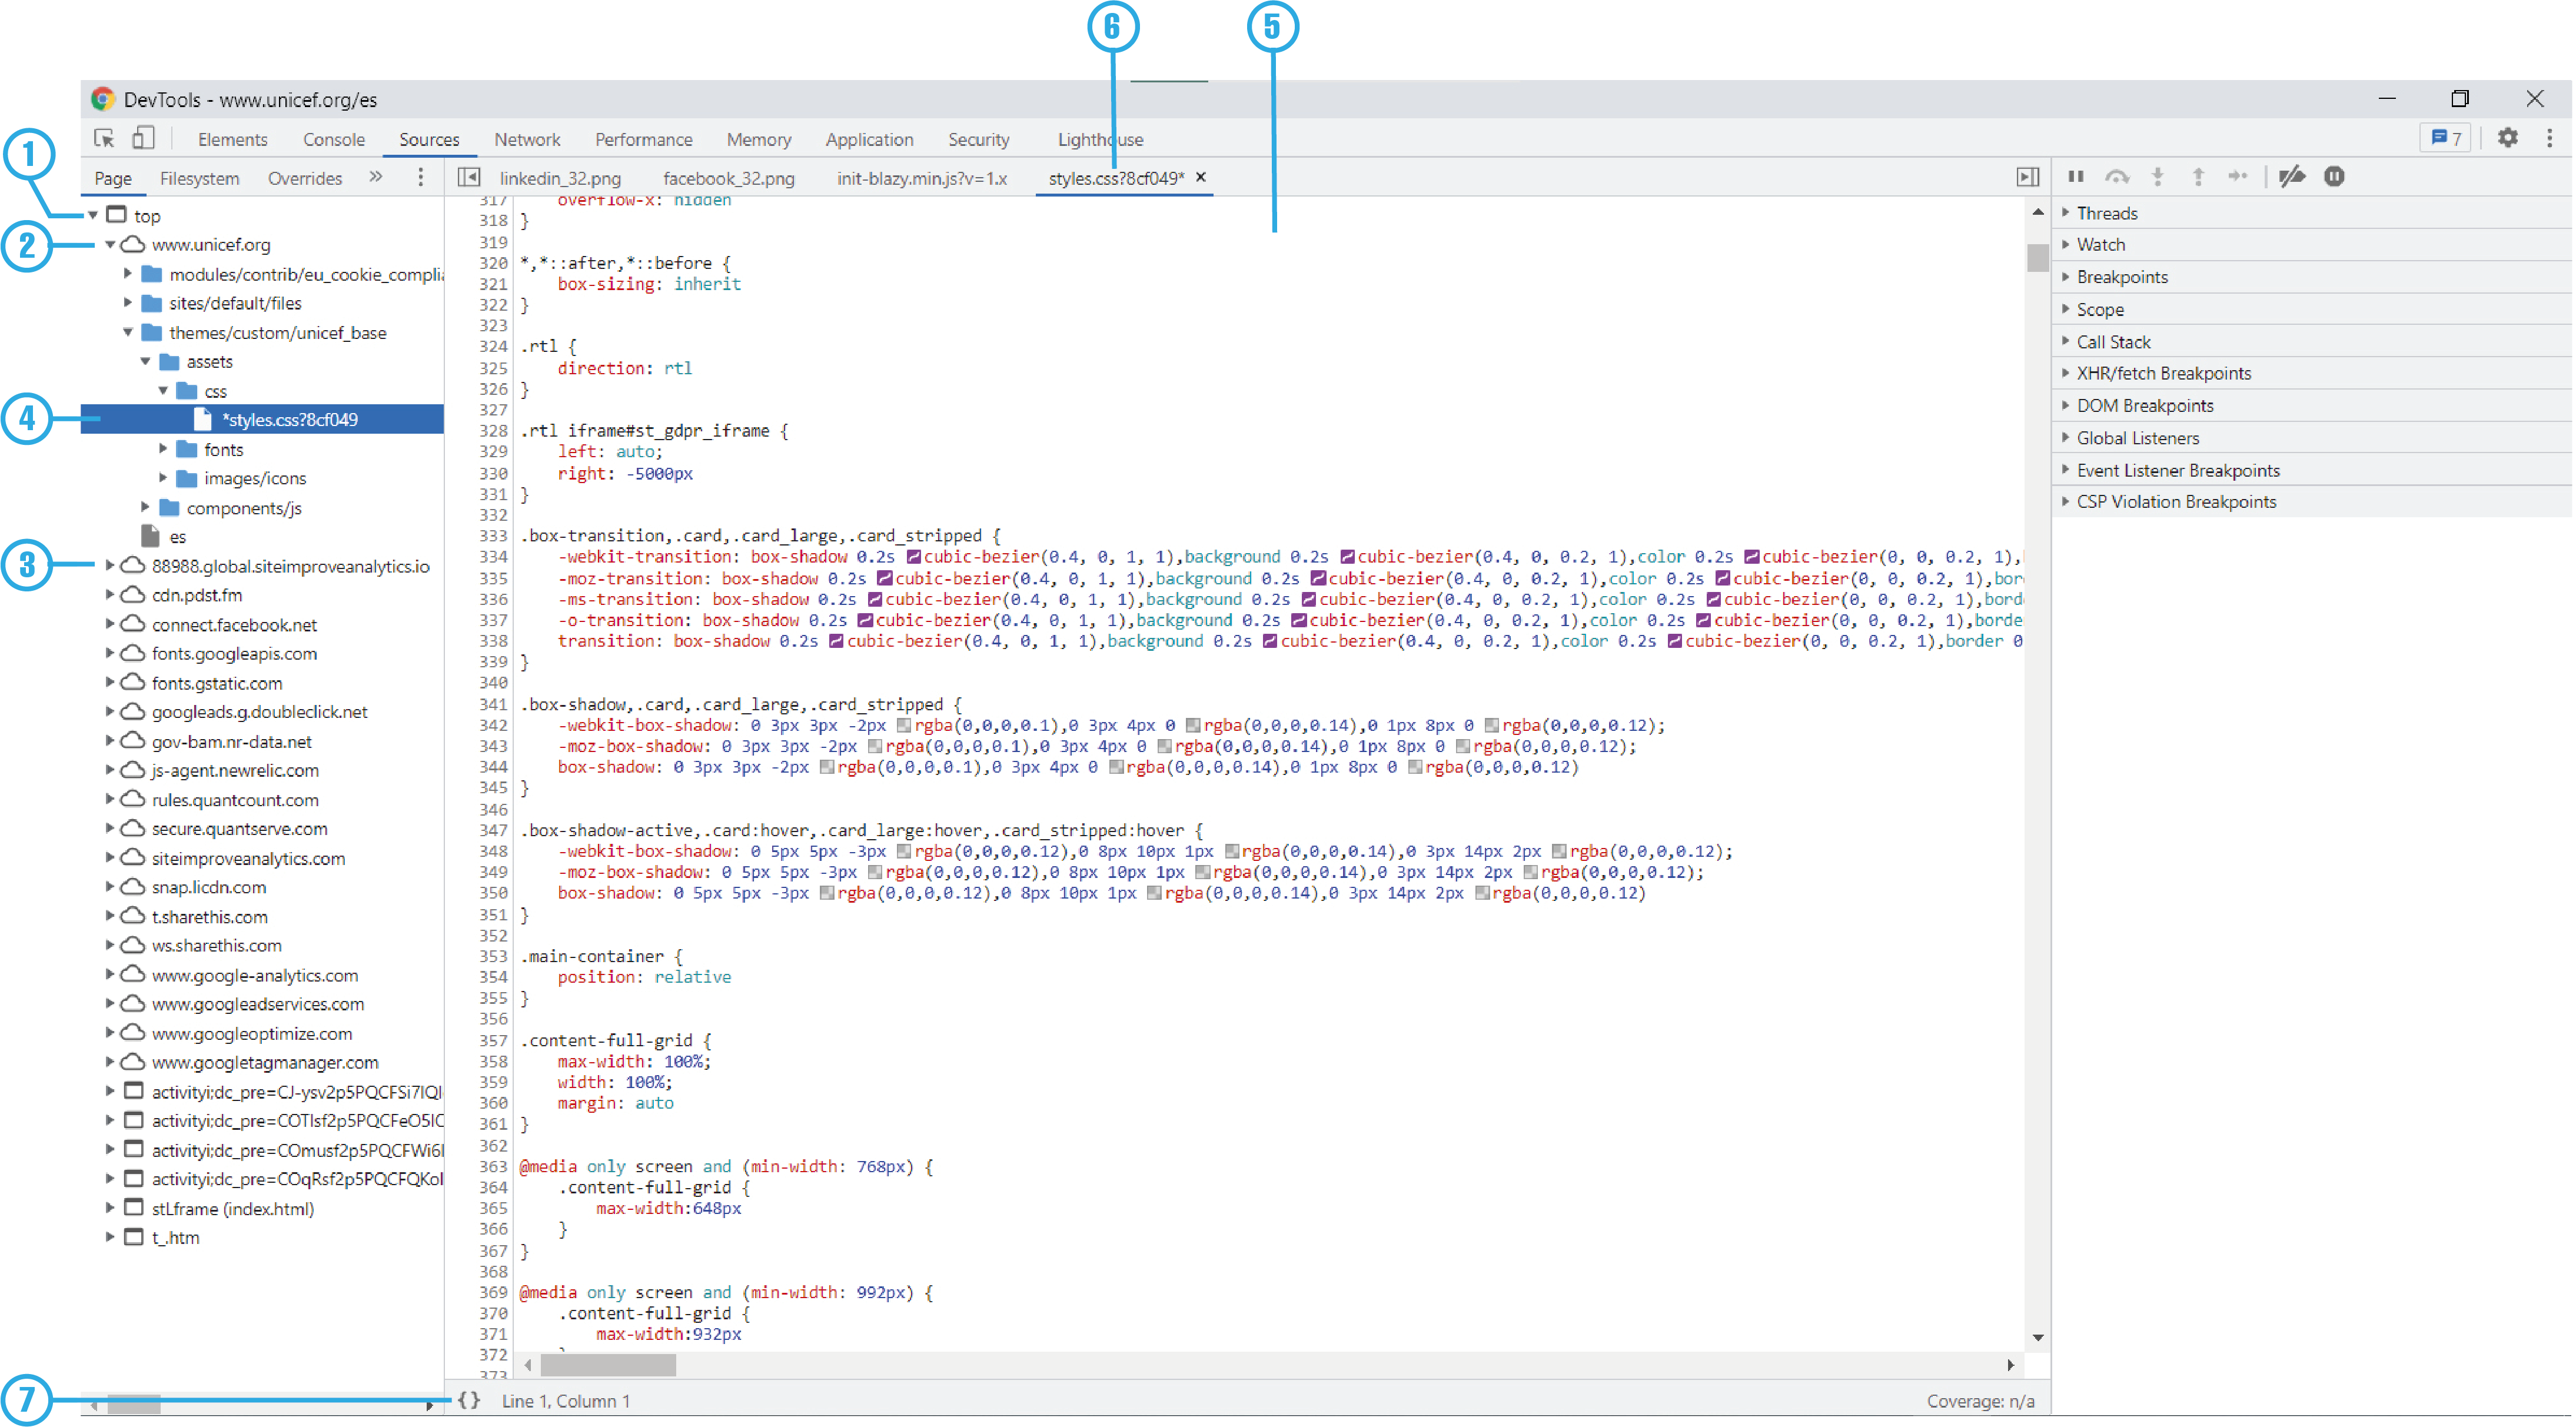 6 5
DevTools - www.unicef.org/es
Elements Console Sources Network Performance Memory Application Security Lighthouse 7
1
Page Filesystem Overrides » linkedin_32.png facebook_32.png init-blazy.min.js?v=1.x styles.css?8cf049* ×
top
2
www.unicef.org
modules/contrib/eu_cookie_complia
sites/default/files
themes/custom/unicef_base
assets
css
4
*styles.css?8cf049
fonts
images/icons
components/js
es
3
88988.global.siteimproveanalytics.io
cdn.pdst.fm
connect.facebook.net
fonts.googleapis.com
fonts.gstatic.com
googleads.g.doubleclick.net
gov-bam.nr-data.net
js-agent.newrelic.com
rules.quantcount.com
secure.quantserve.com
siteimproveanalytics.com
snap.licdn.com
t.sharethis.com
ws.sharethis.com
www.google-analytics.com
www.googleadservices.com
www.googleoptimize.com
www.googletagmanager.com
activityi;dc_pre=CJ-ysv2p5PQCFSi7lQI
activityi;dc_pre=COTlsf2p5PQCFeO5lC
activityi;dc_pre=COmusf2p5PQCFWi6l
activityi;dc_pre=COqRsf2p5PQCFQKol
stLframe (index.html)
t_.htm
7
317 overflow-x: hidden
318 }
319
320 *,*::after,*::before {
321 box-sizing: inherit
322 }
323
324 .rtl {
325 direction: rtl
326 }
327
328 .rtl iframe#st_gdpr_iframe {
329 left: auto;
330 right: -5000px
331 }
332
333 .box-transition,.card,.card_large,.card_stripped {
334 -webkit-transition: box-shadow 0.2s cubic-bezier(0.4, 0, 1, 1),background 0.2s cubic-bezier(0.4, 0, 0.2, 1),color 0.2s cubic-bezier(0, 0, 0.2, 1),
335 -moz-transition: box-shadow 0.2s cubic-bezier(0.4, 0, 1, 1),background 0.2s cubic-bezier(0.4, 0, 0.2, 1),color 0.2s cubic-bezier(0, 0, 0.2, 1),bor
336 -ms-transition: box-shadow 0.2s cubic-bezier(0.4, 0, 1, 1),background 0.2s cubic-bezier(0.4, 0, 0.2, 1),color 0.2s cubic-bezier(0, 0, 0.2, 1),bord
337 -o-transition: box-shadow 0.2s cubic-bezier(0.4, 0, 1, 1),background 0.2s cubic-bezier(0.4, 0, 0.2, 1),color 0.2s cubic-bezier(0, 0, 0.2, 1),borde
338 transition: box-shadow 0.2s cubic-bezier(0.4, 0, 1, 1),background 0.2s cubic-bezier(0.4, 0, 0.2, 1),color 0.2s cubic-bezier(0, 0, 0.2, 1),border 0
339 }
340
341 .box-shadow,.card,.card_large,.card_stripped {
342 -webkit-box-shadow: 0 3px 3px -2px rgba(0,0,0,0.1),0 3px 4px 0 rgba(0,0,0,0.14),0 1px 8px 0 rgba(0,0,0,0.12);
343 -moz-box-shadow: 0 3px 3px -2px rgba(0,0,0,0.1),0 3px 4px 0 rgba(0,0,0,0.14),0 1px 8px 0 rgba(0,0,0,0.12);
344 box-shadow: 0 3px 3px -2px rgba(0,0,0,0.1),0 3px 4px 0 rgba(0,0,0,0.14),0 1px 8px 0 rgba(0,0,0,0.12)
345 }
346
347 .box-shadow-active,.card:hover,.card_large:hover,.card_stripped:hover {
348 -webkit-box-shadow: 0 5px 5px -3px rgba(0,0,0,0.12),0 8px 10px 1px rgba(0,0,0,0.14),0 3px 14px 2px rgba(0,0,0,0.12);
349 -moz-box-shadow: 0 5px 5px -3px rgba(0,0,0,0.12),0 8px 10px 1px rgba(0,0,0,0.14),0 3px 14px 2px rgba(0,0,0,0.12);
350 box-shadow: 0 5px 5px -3px rgba(0,0,0,0.12),0 8px 10px 1px rgba(0,0,0,0.14),0 3px 14px 2px rgba(0,0,0,0.12)
351 }
352
353 .main-container {
354 position: relative
355 }
356
357 .content-full-grid {
358 max-width: 100%;
359 width: 100%;
360 margin: auto
361 }
362
363 @media only screen and (min-width: 768px) {
364 .content-full-grid {
365 max-width:648px
366 }
367 }
368
369 @media only screen and (min-width: 992px) {
370 .content-full-grid {
371 max-width:932px
372
373
{} Line 1, Column 1 Coverage: n/a
Threads
Watch
Breakpoints
Scope
Call Stack
XHR/fetch Breakpoints
DOM Breakpoints
Global Listeners
Event Listener Breakpoints
CSP Violation Breakpoints